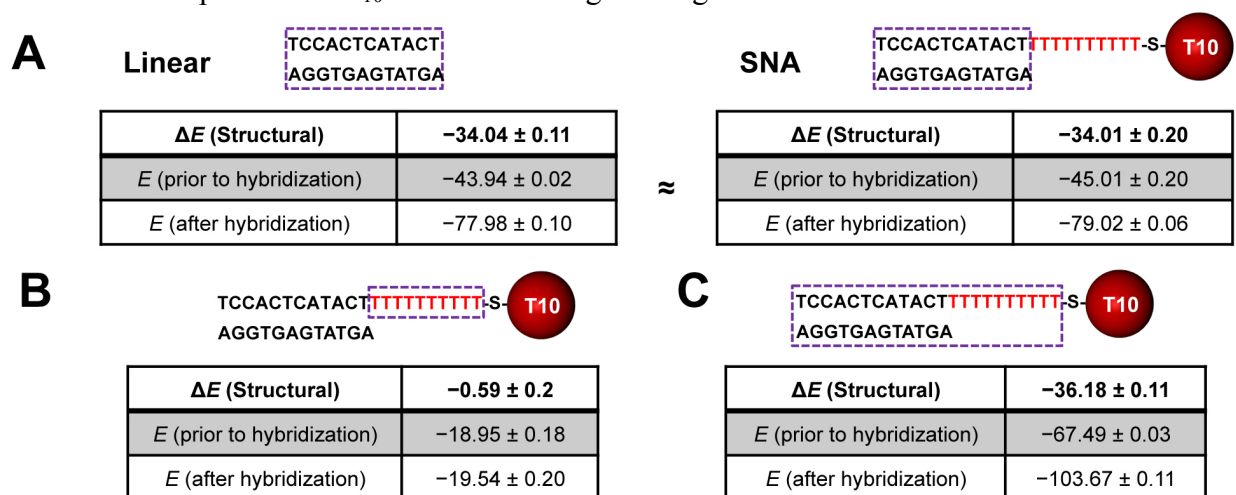 A
Linear
TCCACTCATACT
AGGTGAGTATGA
ΔE (Structural) −34.04 ± 0.11
E (prior to hybridization) −43.94 ± 0.02
E (after hybridization) −77.98 ± 0.10
≈
SNA
TCCACTCATACTTTTTTTTTTT-S-T10
AGGTGAGTATGA
ΔE (Structural) −34.01 ± 0.20
E (prior to hybridization) −45.01 ± 0.20
E (after hybridization) −79.02 ± 0.06
B
TCCACTCATACTTTTTTTTTTT-S-T10
AGGTGAGTATGA
ΔE (Structural) −0.59 ± 0.2
E (prior to hybridization) −18.95 ± 0.18
E (after hybridization) −19.54 ± 0.20
C
TCCACTCATACTTTTTTTTTTT-S-T10
AGGTGAGTATGA
ΔE (Structural) −36.18 ± 0.11
E (prior to hybridization) −67.49 ± 0.03
E (after hybridization) −103.67 ± 0.11